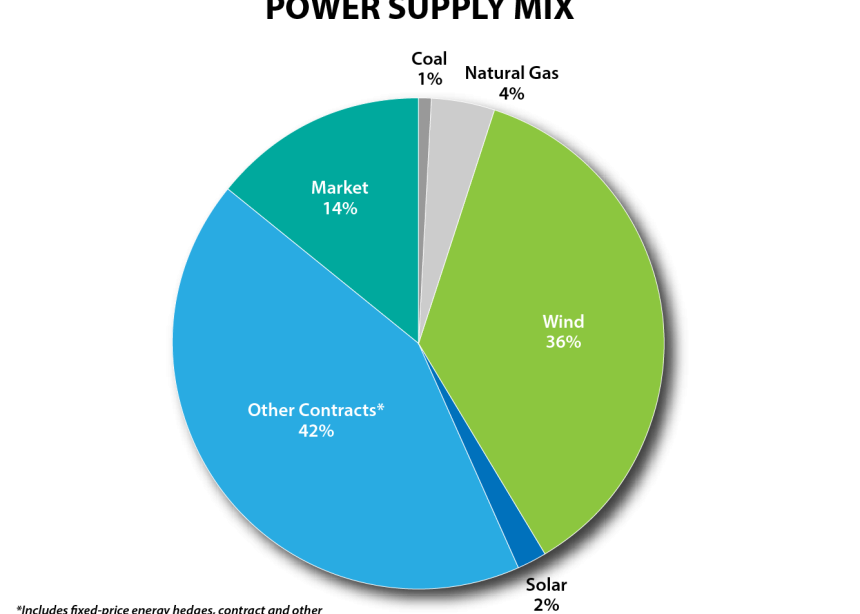 POWER SUPPLY MIX
Coal
1%
Natural Gas
4%
Market
14%
Wind
36%
Other Contracts*
42%
Solar
2%
*Includes fixed-price energy hedges, contract and other